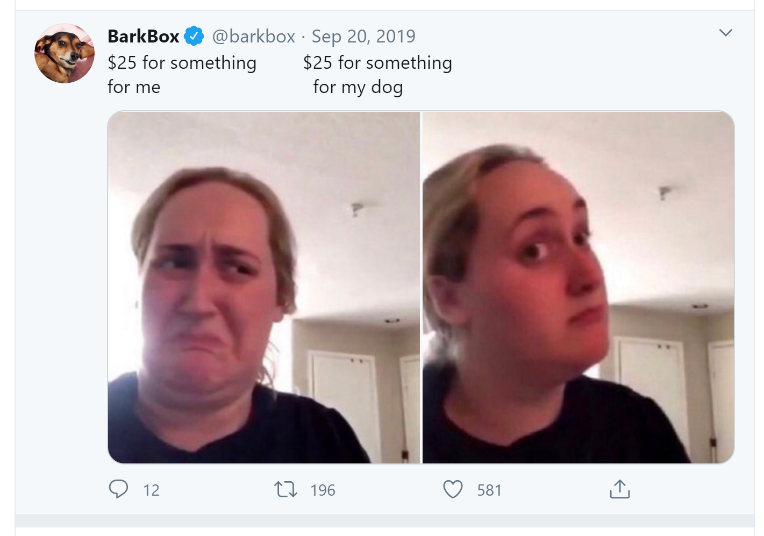 BarkBox @barkbox · Sep 20, 2019
$25 for something $25 for something
for me for my dog
12 196 581